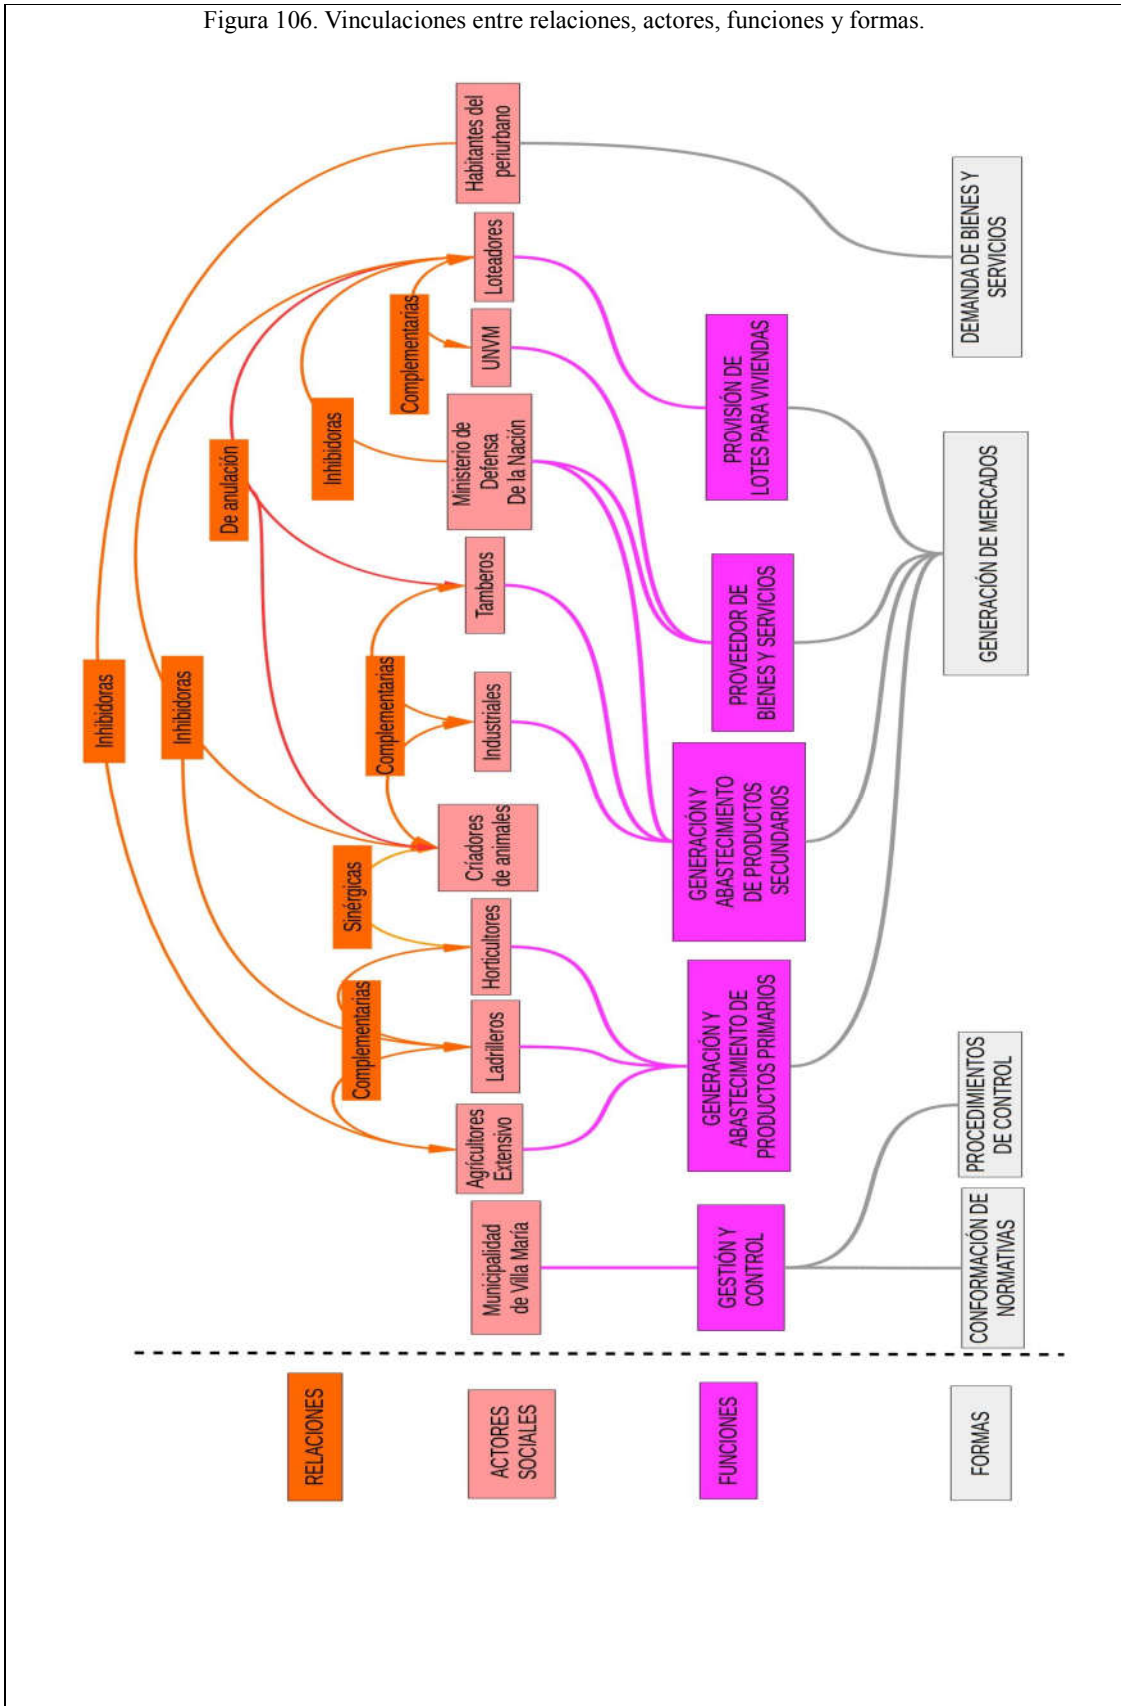 Figura 106. Vinculaciones entre relaciones, actores, funciones y formas.
RELACIONES
Complementarias
Sinérgicas
Inhibidoras
Inhibidoras
Complementarias
De anulación
Inhibidoras
Complementarias
ACTORES
SOCIALES
Municipalidad
de Villa María
Agricultores
Extensivo
Ladrilleros
Horticultores
Críadores
de animales
Industriales
Tamberos
Ministerio de
Defensa
De la Nación
UNVM
Loteadores
Habitantes del
periurbano
FUNCIONES
GESTIÓN Y
CONTROL
GENERACIÓN Y
ABASTECIMIENTO DE
PRODUCTOS PRIMARIOS
GENERACIÓN Y
ABASTECIMIENTO
DE PRODUCTOS
SECUNDARIOS
PROVEEDOR DE
BIENES Y SERVICIOS
PROVISIÓN DE
LOTES PARA VIVIENDAS
FORMAS
CONFORMACIÓN DE
NORMATIVAS
PROCEDIMIENTOS
DE CONTROL
GENERACIÓN DE MERCADOS
DEMANDA DE BIENES Y
SERVICIOS